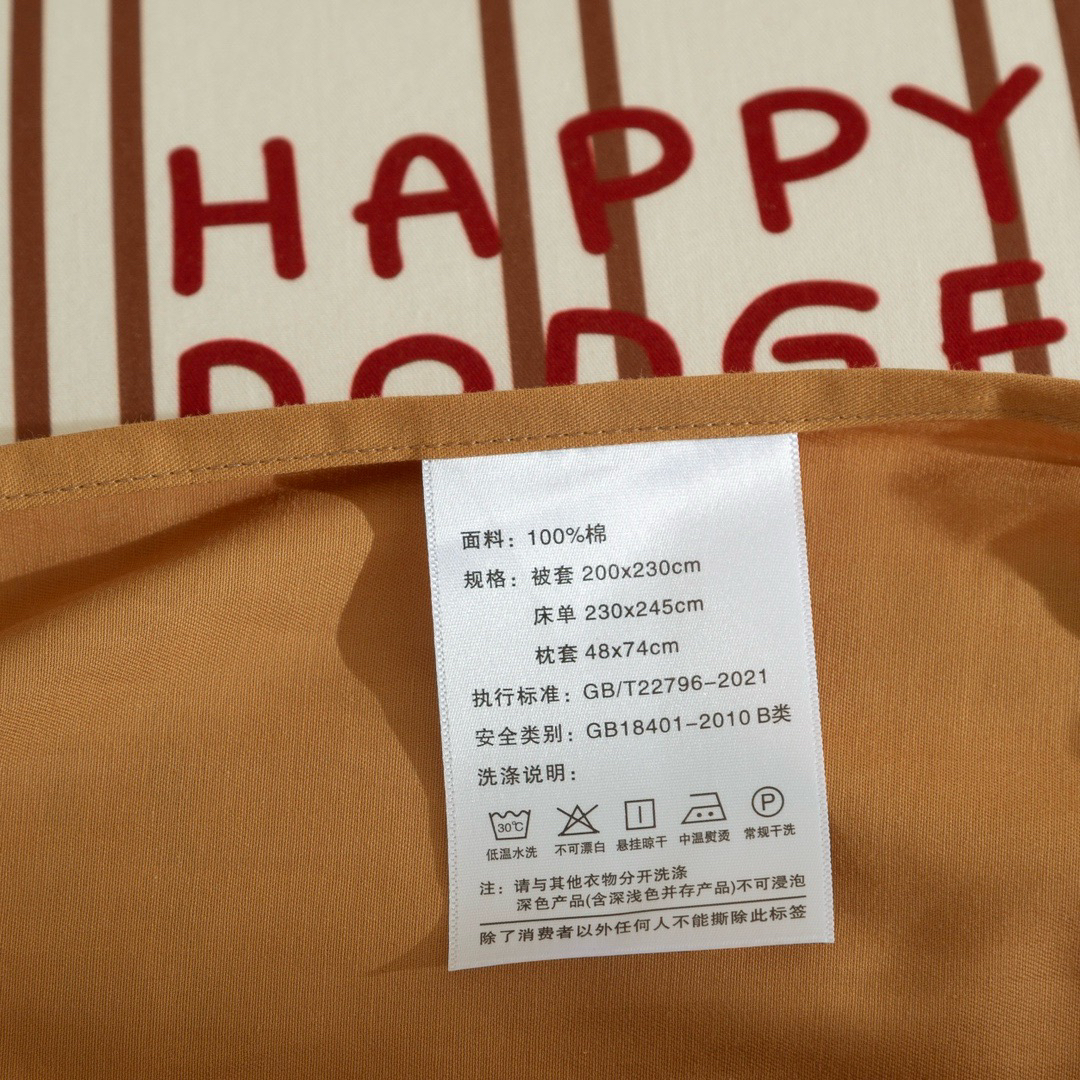 HAPPY
DODGE
面料：100%棉
规格：被套 200x230cm
床单 230x245cm
枕套 48x74cm
执行标准：GB/T22796-2021
安全类别：GB18401-2010 B类
洗涤说明：
30℃ P
低温水洗 不可漂白 悬挂晾干 中温熨烫 常规干洗
注：请与其他衣物分开洗涤
深色产品(含深浅色并存产品)不可浸泡
除了消费者以外任何人不能撕除此标签